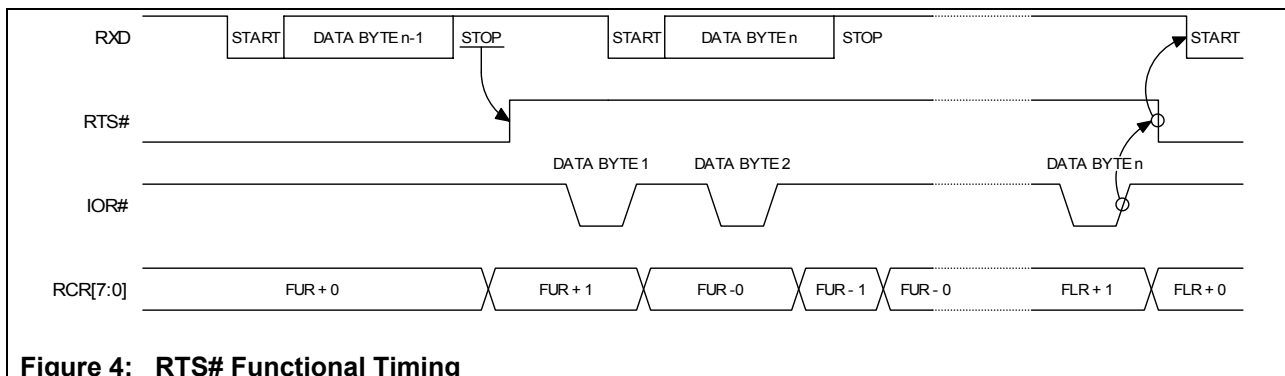 RXD START DATA BYTE n-1 STOP START DATA BYTE n STOP START
RTS#
DATA BYTE 1 DATA BYTE 2 DATA BYTE n
IOR#
RCR[7:0] FUR + 0 FUR + 1 FUR -0 FUR - 1 FUR - 0 FLR + 1 FLR + 0
Figure 4: RTS# Functional Timing